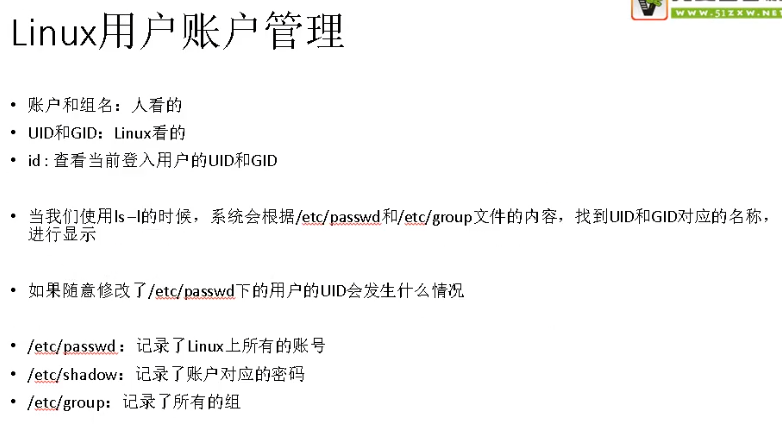 Linux用户账户管理
WWW.51ZXW.NET
• 账户和组名：人看的
• UID和GID：Linux看的
• id : 查看当前登入用户的UID和GID
• 当我们使用ls –l的时候，系统会根据/etc/passwd和/etc/group文件的内容，找到UID和GID对应的名称，
进行显示
• 如果随意修改了/etc/passwd下的用户的UID会发生什么情况
• /etc/passwd：记录了Linux上所有的账号
• /etc/shadow：记录了账户对应的密码
• /etc/group：记录了所有的组